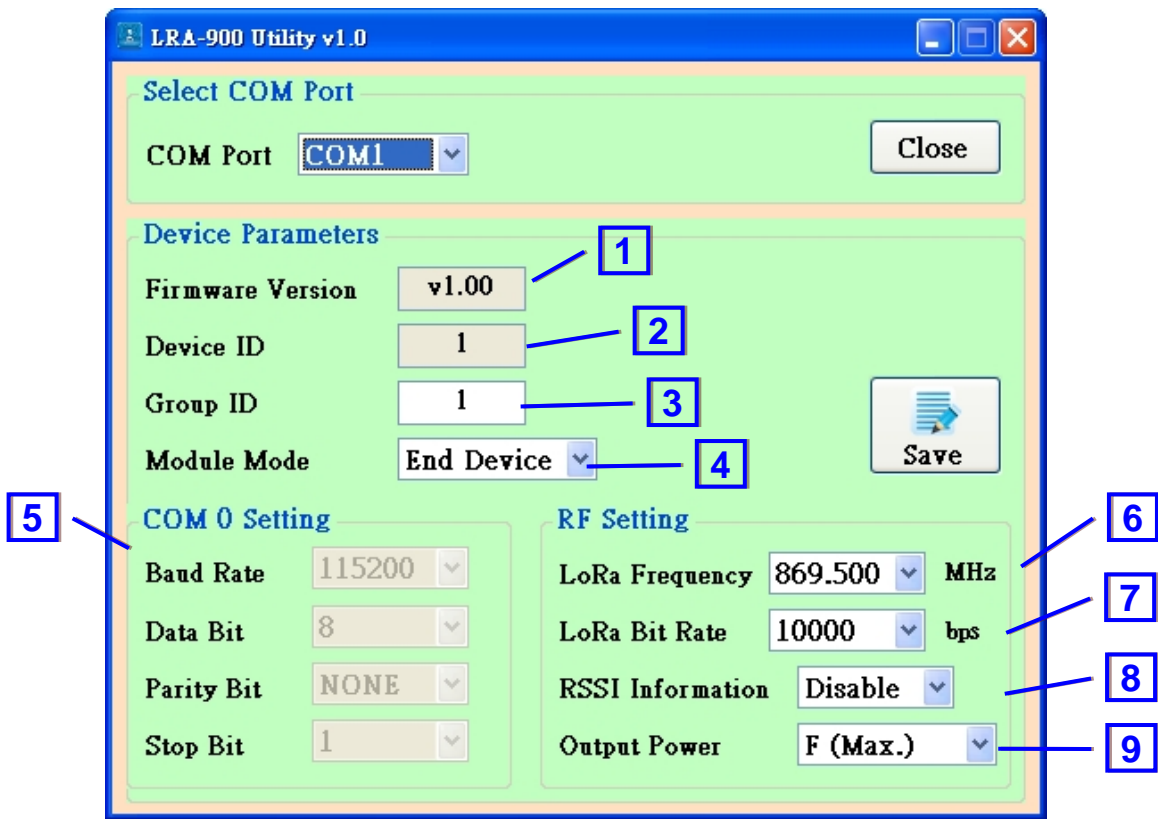 LRA-900 Utility v1.0
Select COM Port
COM Port COM1 Close
Device Parameters
1
Firmware Version v1.00
2
Device ID 1
Group ID 1 3
Module Mode End Device 4 Save
5 COM 0 Setting RF Setting 6
Baud Rate 115200 LoRa Frequency 869.500 MHz
7
Data Bit 8 LoRa Bit Rate 10000 bps
Parity Bit NONE RSSI Information Disable 8
Stop Bit 1 Output Power F (Max.) 9